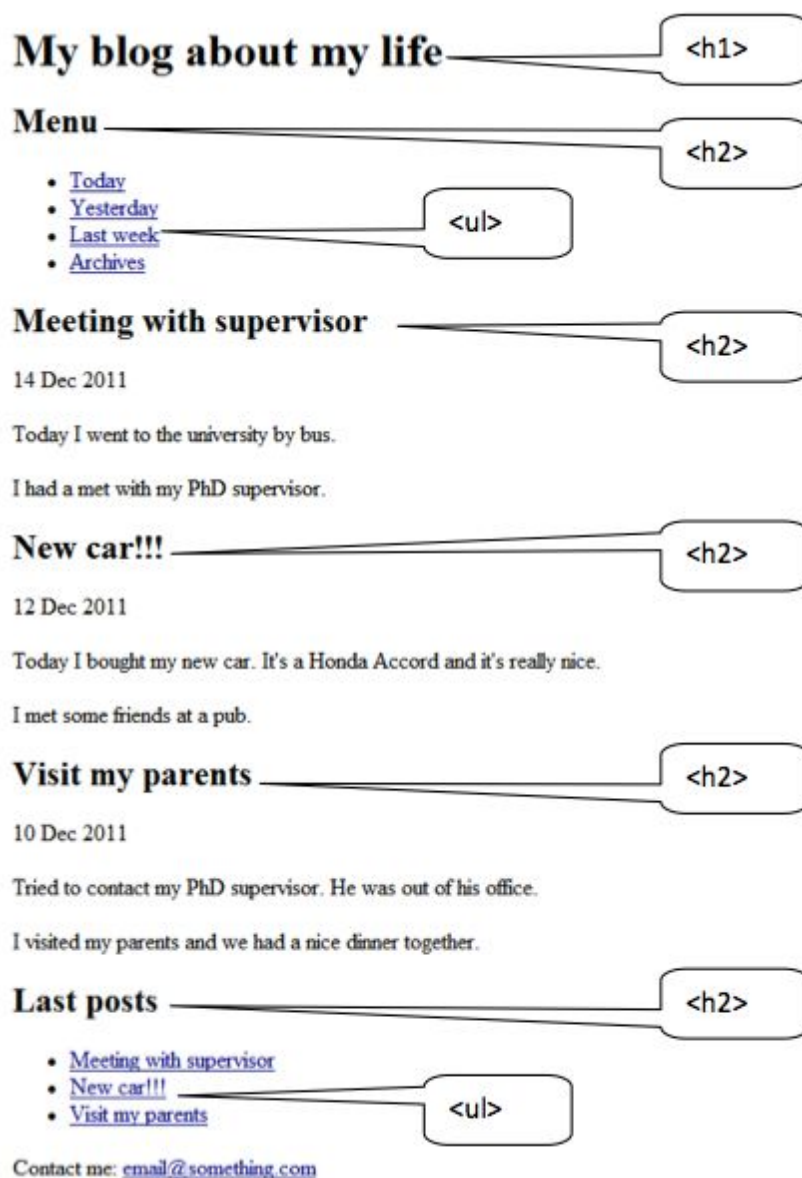 My blog about my life
<h1>
Menu
<h2>
Today
Yesterday
Last week
<ul>
Archives
Meeting with supervisor
<h2>
14 Dec 2011
Today I went to the university by bus.
I had a met with my PhD supervisor.
New car!!!
<h2>
12 Dec 2011
Today I bought my new car. It's a Honda Accord and it's really nice.
I met some friends at a pub.
Visit my parents
<h2>
10 Dec 2011
Tried to contact my PhD supervisor. He was out of his office.
I visited my parents and we had a nice dinner together.
Last posts
<h2>
Meeting with supervisor
New car!!!
<ul>
Visit my parents
Contact me: email@something.com